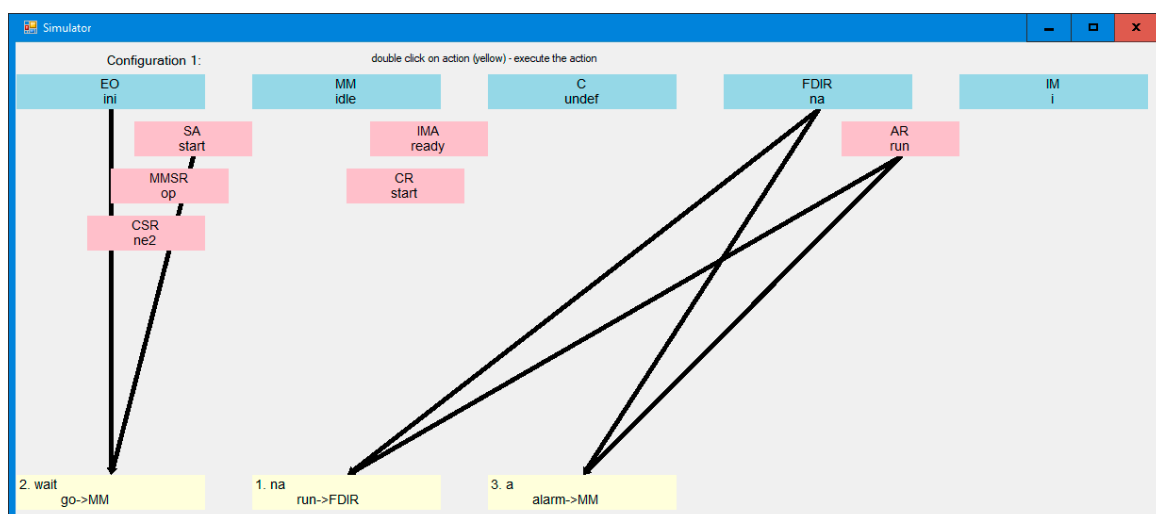 Simulator
Configuration 1:
double click on action (yellow) - execute the action
EO
ini
MM
idle
C
undef
FDIR
na
IM
i
SA
start
IMA
ready
AR
run
MMSR
op
CR
start
CSR
ne2
2. wait
go->MM
1. na
run->FDIR
3. a
alarm->MM